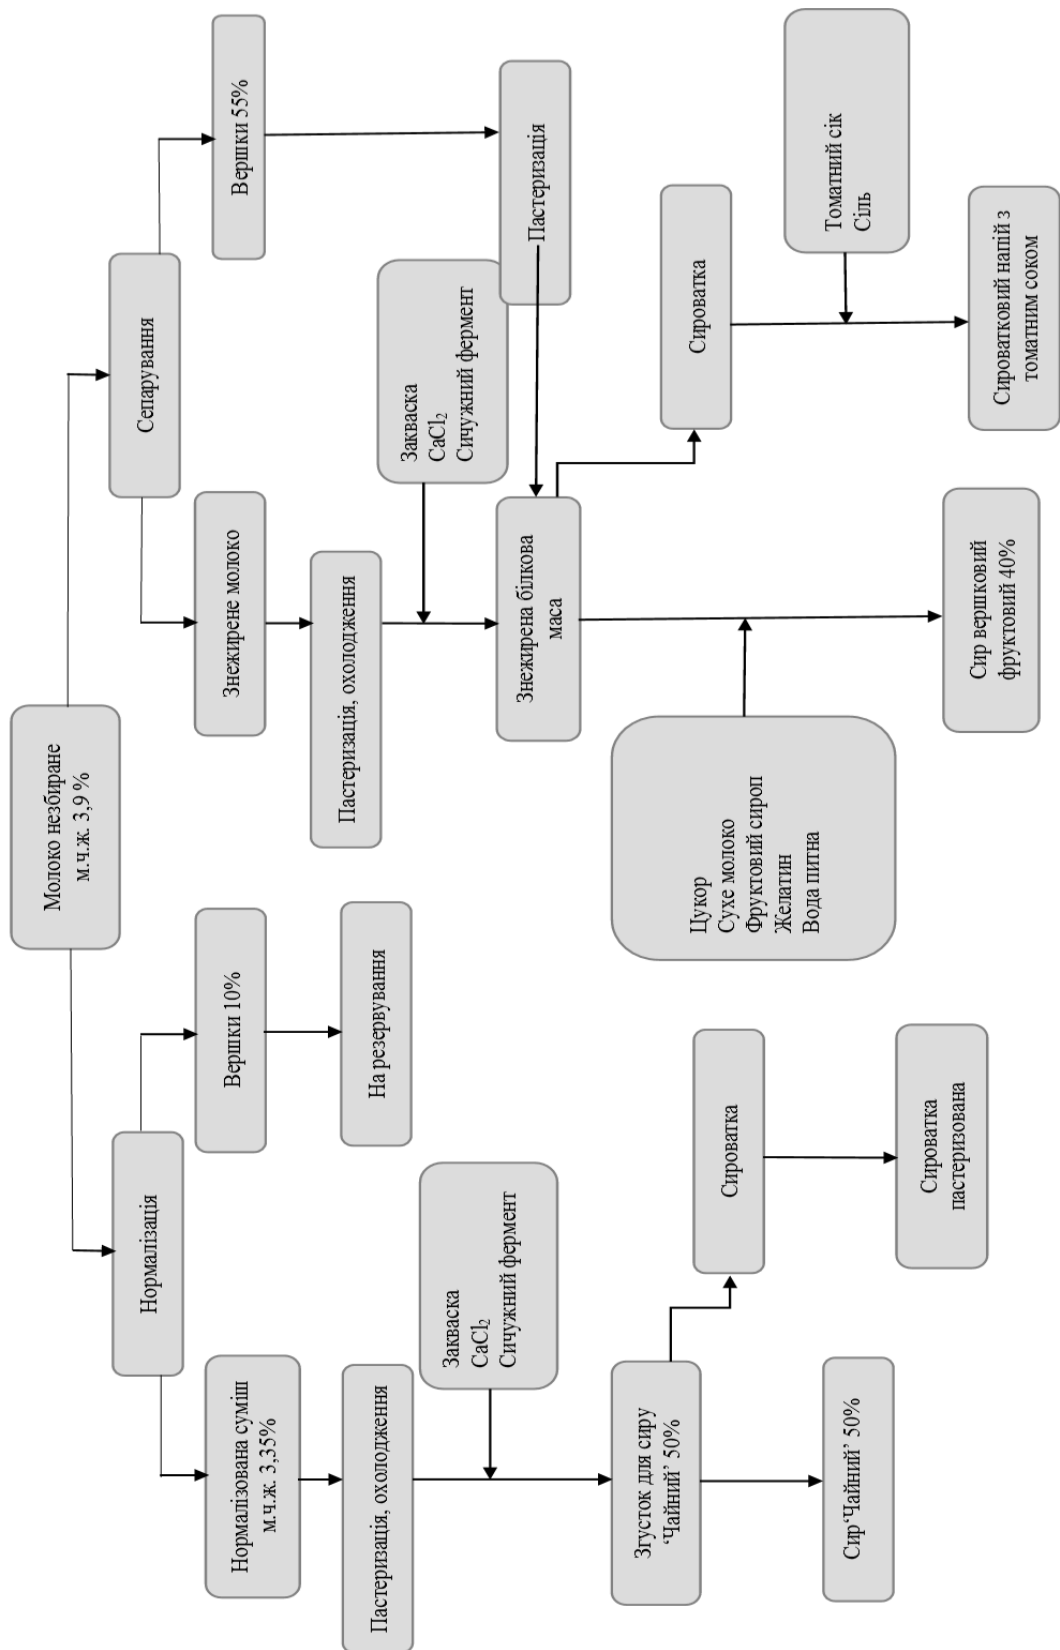 Молоко незбиране
м.ч.ж. 3,9 %
Нормалізація
Сепарування
Нормалізована суміш
м.ч.ж. 3,35%
Вершки 10%
Знежирене молоко
Вершки 55%
Пастеризація, охолодження
На резервування
Пастеризація, охолодження
Закваска
CaCl₂
Сичужний фермент
Закваска
CaCl₂
Сичужний фермент
Пастеризація
Згусток для сиру
‘Чайний’ 50%
Знежирена білкова
маса
Сироватка
Цукор
Сухе молоко
Фруктовий сироп
Желатин
Вода питна
Сироватка
Томатний сік
Сіль
Сир‘Чайний’ 50%
Сироватка
пастеризована
Сир вершковий
фруктовий 40%
Сироватковий напій з
томатним соком